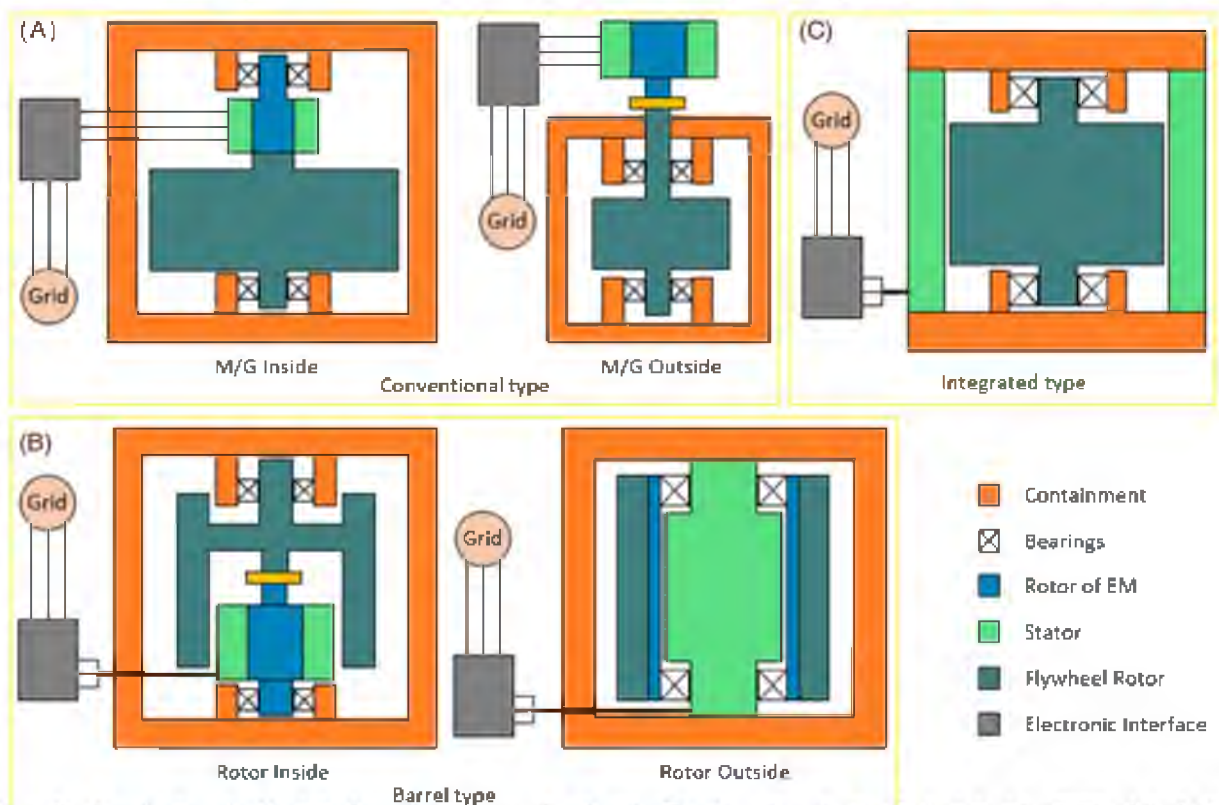 (A)
Grid
M/G Inside
Grid
M/G Outside
Conventional type
(C)
Grid
Integrated type
(B)
Grid
Rotor Inside
Grid
Rotor Outside
Barrel type
Containment
Bearings
Rotor of EM
Stator
Flywheel Rotor
Electronic Interface